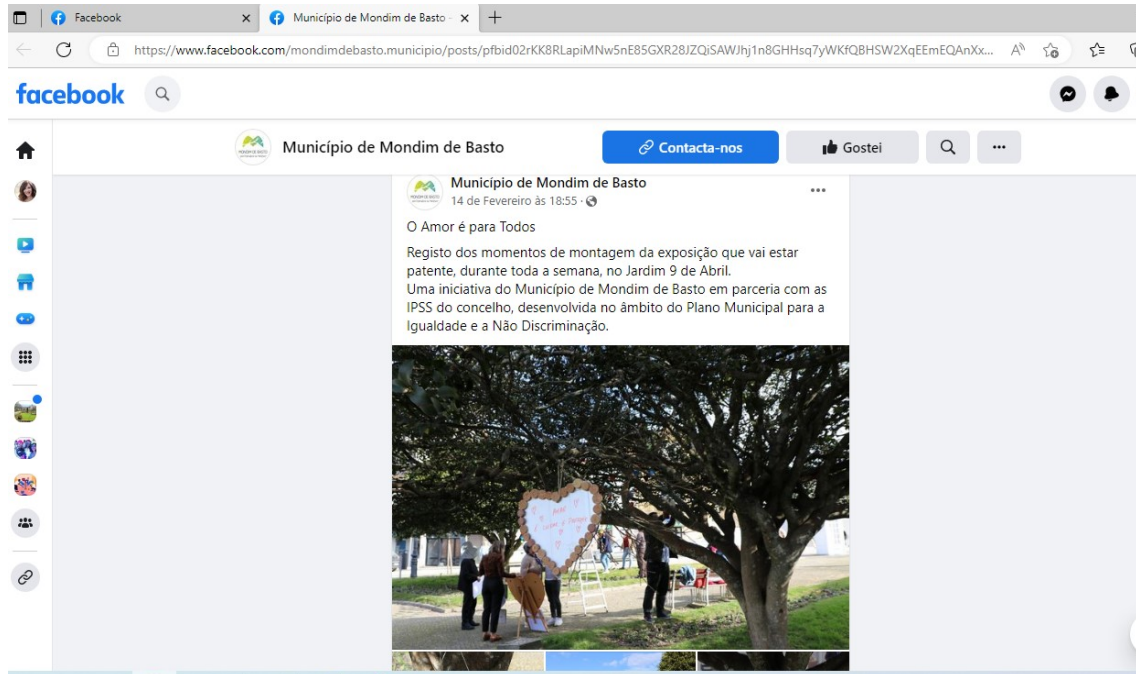 Facebook
Município de Mondim de Basto -
https://www.facebook.com/mondimdebasto.municipio/posts/
facebook
Município de Mondim de Basto
Contacta-nos
Gostei
Município de Mondim de Basto
14 de Fevereiro às 18:55 ·
O Amor é para Todos
Registo dos momentos de montagem da exposição que vai estar
patente, durante toda a semana, no Jardim 9 de Abril.
Uma iniciativa do Município de Mondim de Basto em parceria com as
IPSS do concelho, desenvolvida no âmbito do Plano Municipal para a
Igualdade e a Não Discriminação.